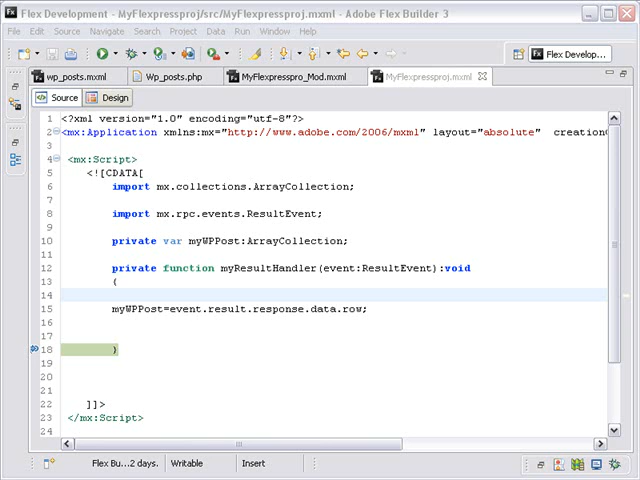 Flex Development - MyFlexpressproj/src/MyFlexpressproj.mxml - Adobe Flex Builder 3
File Edit Source Navigate Search Project Data Run Window Help
Flex Develop...
wp_posts.mxml Wp_posts.php MyFlexpresspro_Mod.mxml MyFlexpressproj.mxml
Source Design
1 <?xml version="1.0" encoding="utf-8"?>
2 <mx:Application xmlns:mx="http://www.adobe.com/2006/mxml" layout="absolute" creation
3
4 <mx:Script>
5 <![CDATA[
6 import mx.collections.ArrayCollection;
7
8 import mx.rpc.events.ResultEvent;
9
10 private var myWPPost:ArrayCollection;
11
12 private function myResultHandler(event:ResultEvent):void
13 {
14
15 myWPPost=event.result.response.data.row;
16
17
18 }
19
20
21
22 ]]>
23 </mx:Script>
24
Flex Bu...2 days. Writable Insert